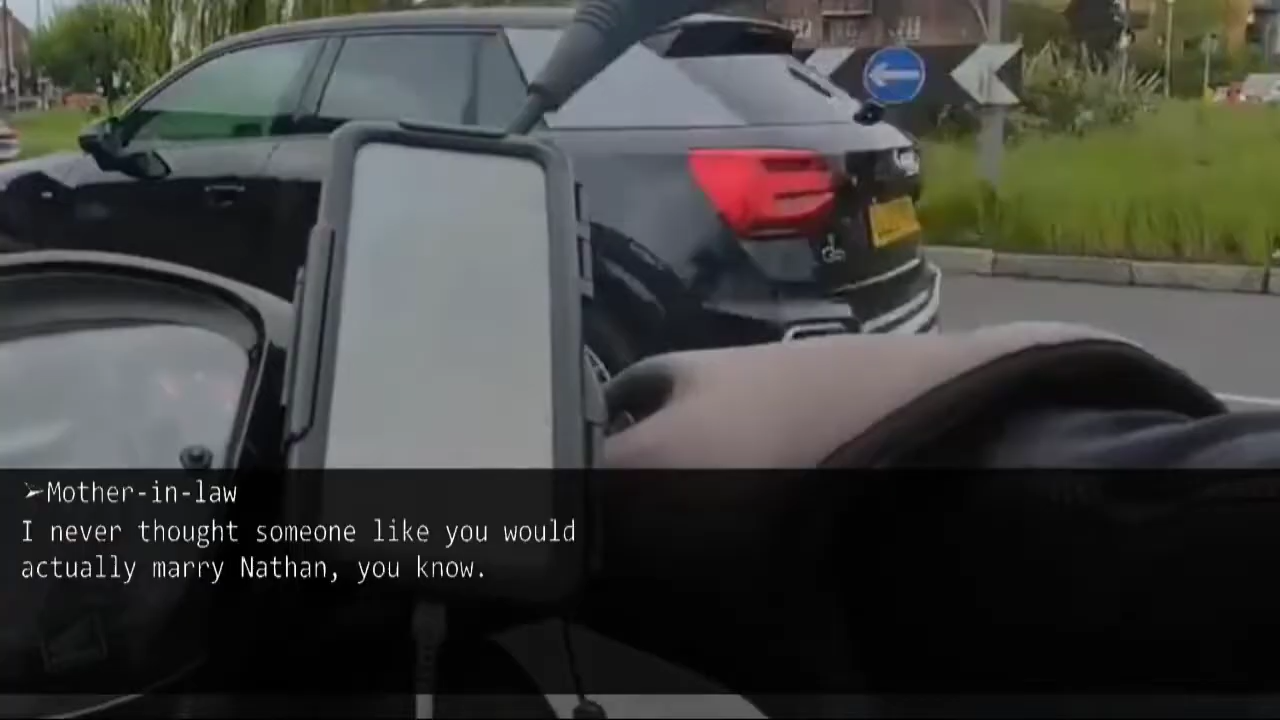 ➢Mother-in-law
I never thought someone like you would
actually marry Nathan, you know.